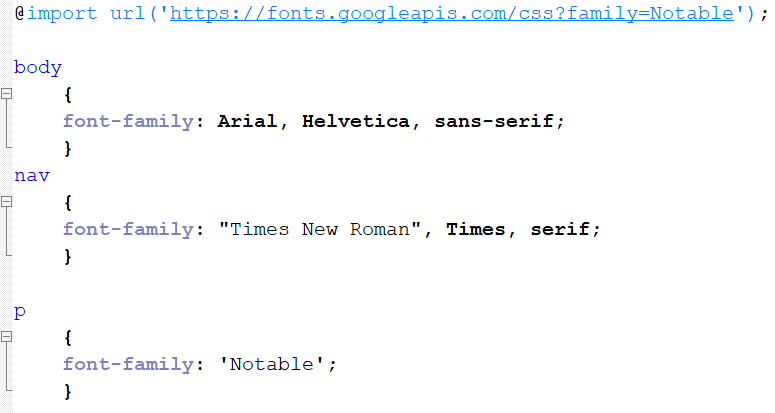 @import url('https://fonts.googleapis.com/css?family=Notable');
body
{
font-family: Arial, Helvetica, sans-serif;
}
nav
{
font-family: "Times New Roman", Times, serif;
}
p
{
font-family: 'Notable';
}